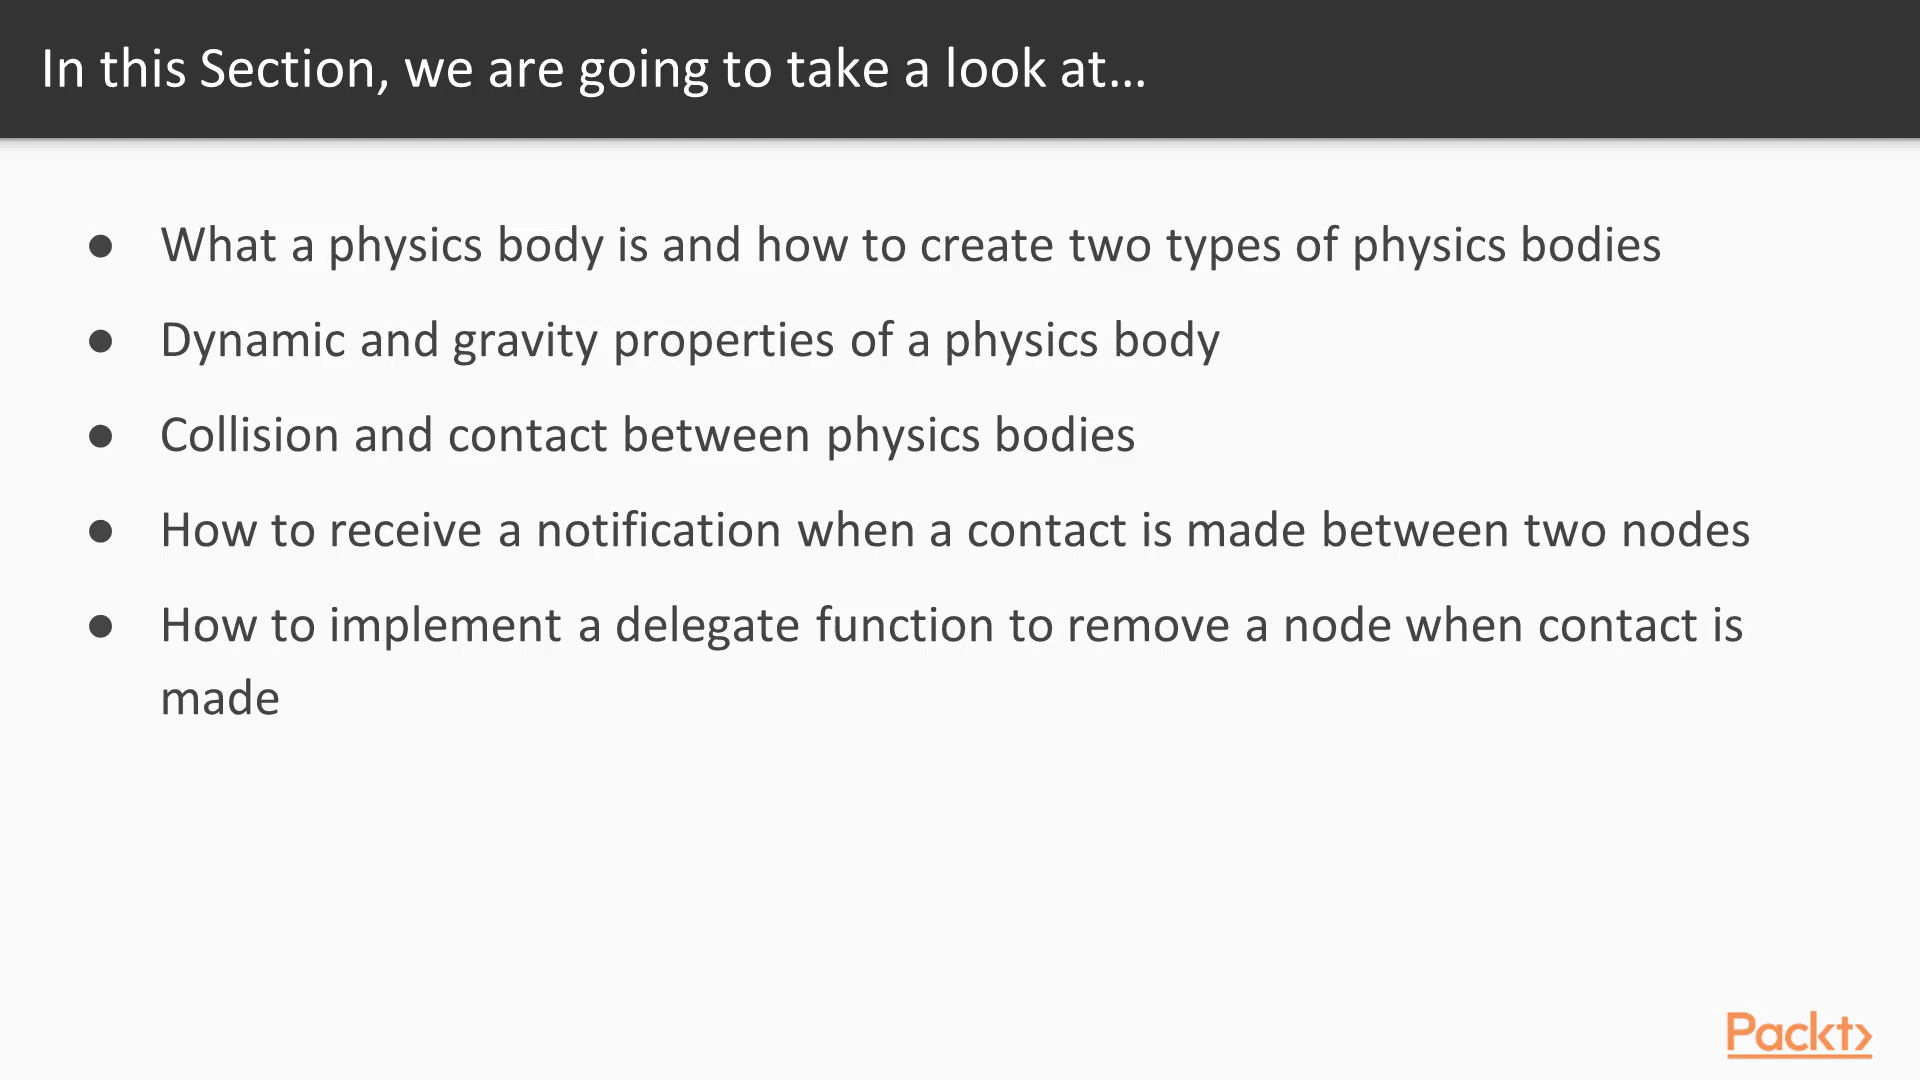 In this Section, we are going to take a look at…
● What a physics body is and how to create two types of physics bodies
● Dynamic and gravity properties of a physics body
● Collision and contact between physics bodies
● How to receive a notification when a contact is made between two nodes
● How to implement a delegate function to remove a node when contact is
made
Packt>